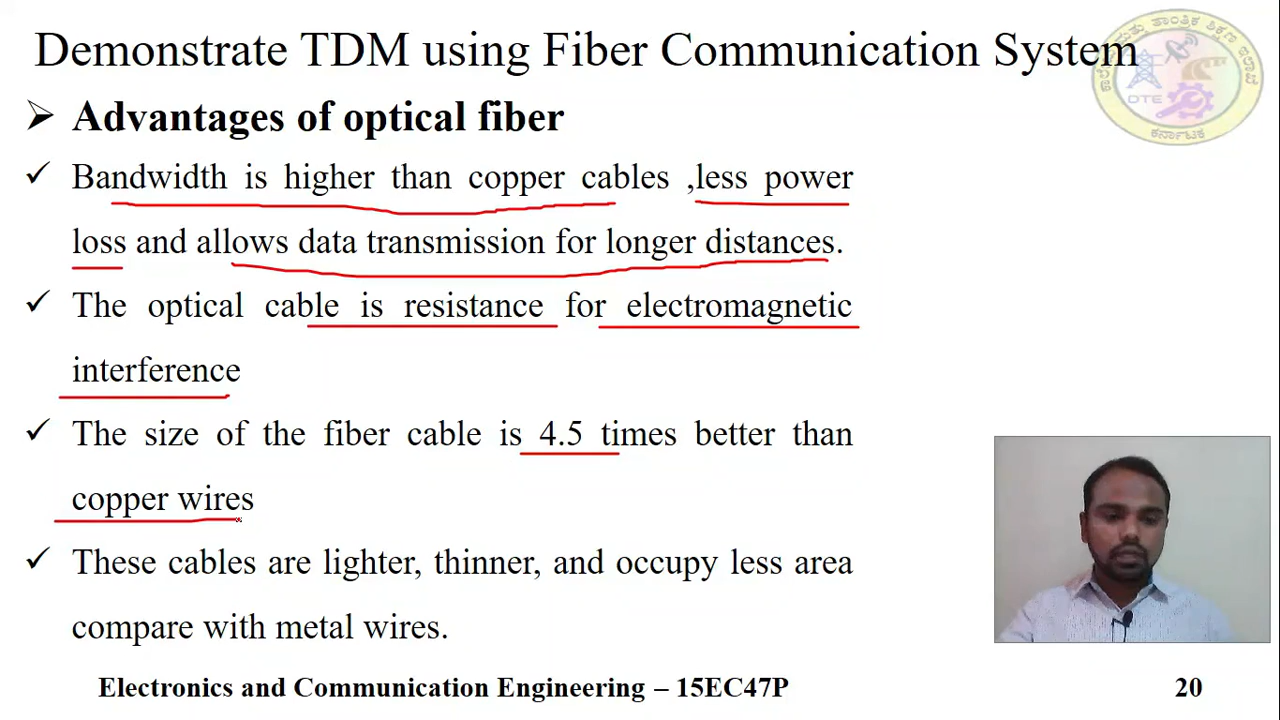 Demonstrate TDM using Fiber Communication System
Advantages of optical fiber
Bandwidth is higher than copper cables ,less power
loss and allows data transmission for longer distances.
The optical cable is resistance for electromagnetic
interference
The size of the fiber cable is 4.5 times better than
copper wires
These cables are lighter, thinner, and occupy less area
compare with metal wires.
Electronics and Communication Engineering – 15EC47P
20
DTE
ಕರ್ನಾಟಕ